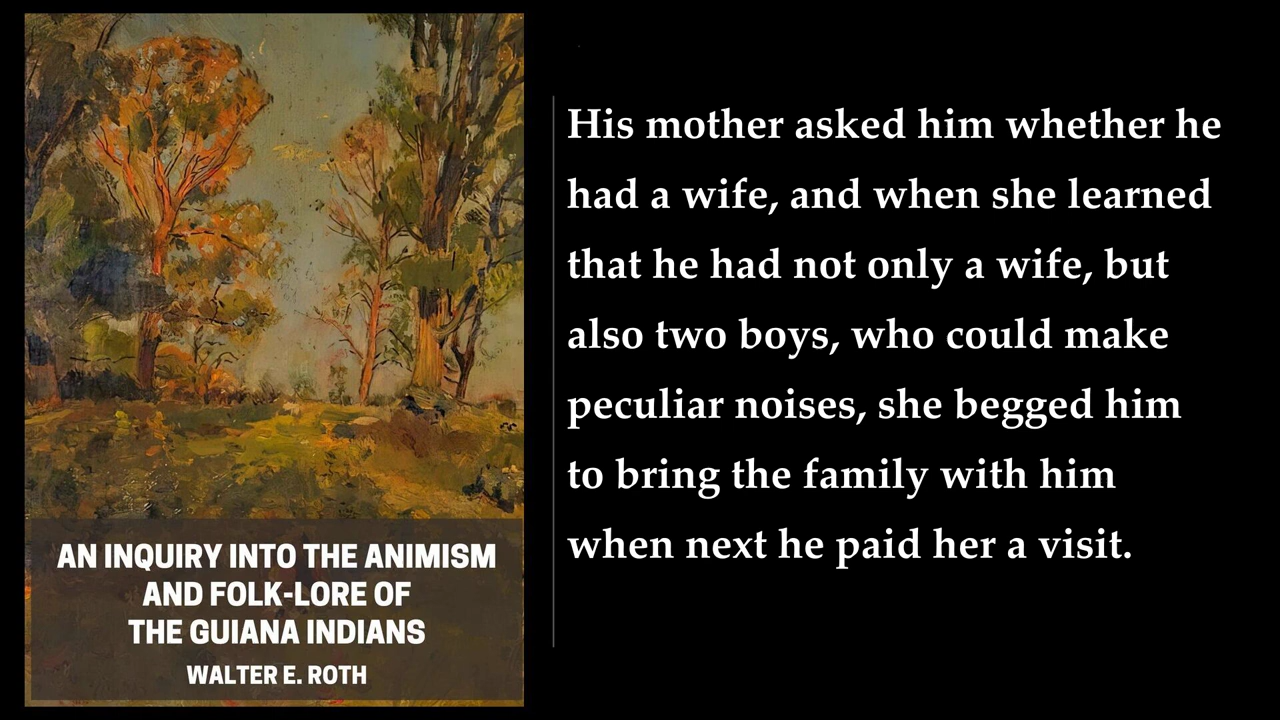 His mother asked him whether he
had a wife, and when she learned
that he had not only a wife, but
also two boys, who could make
peculiar noises, she begged him
to bring the family with him
when next he paid her a visit.
AN INQUIRY INTO THE ANIMISM
AND FOLK-LORE OF
THE GUIANA INDIANS
WALTER E. ROTH